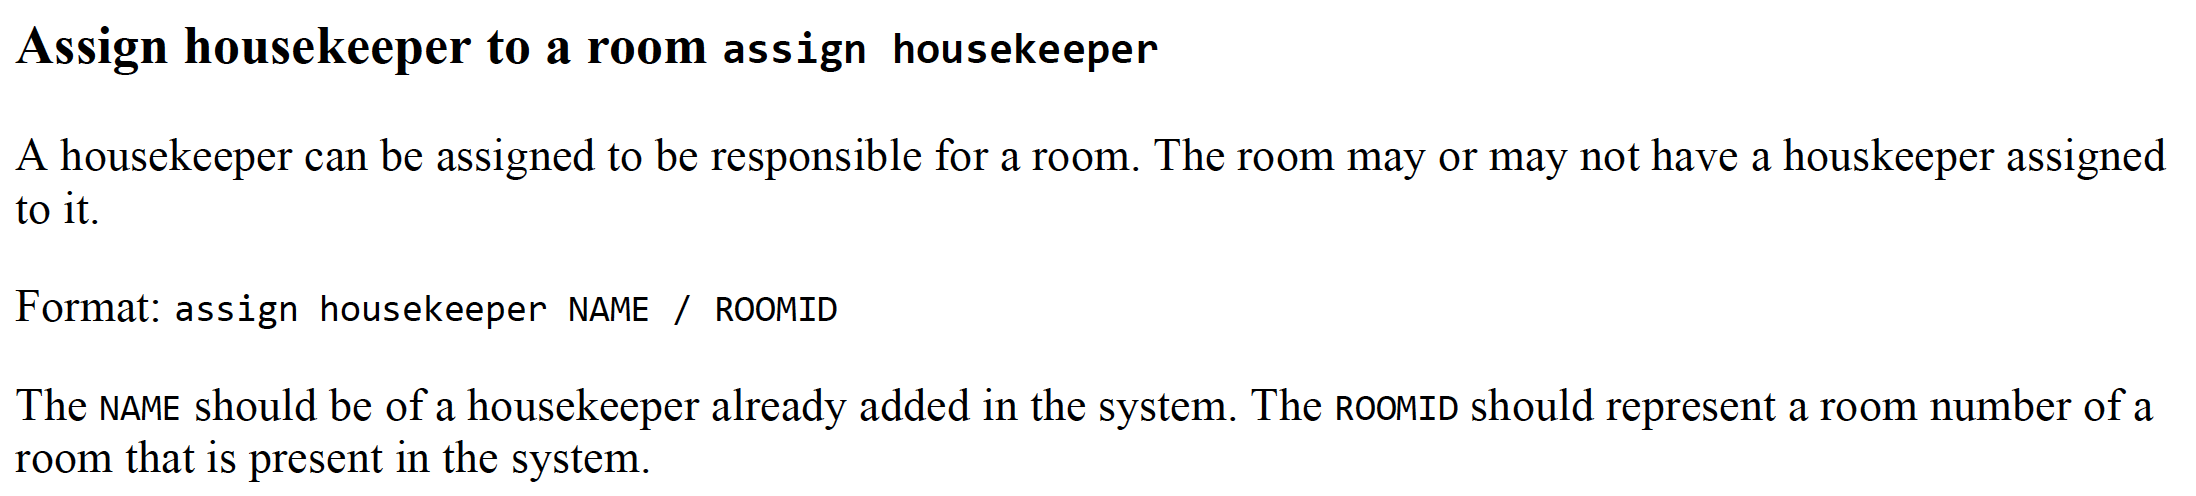 Assign housekeeper to a room assign housekeeper
A housekeeper can be assigned to be responsible for a room. The room may or may not have a houskeeper assigned
to it.
Format: assign housekeeper NAME / ROOMID
The NAME should be of a housekeeper already added in the system. The ROOMID should represent a room number of a
room that is present in the system.